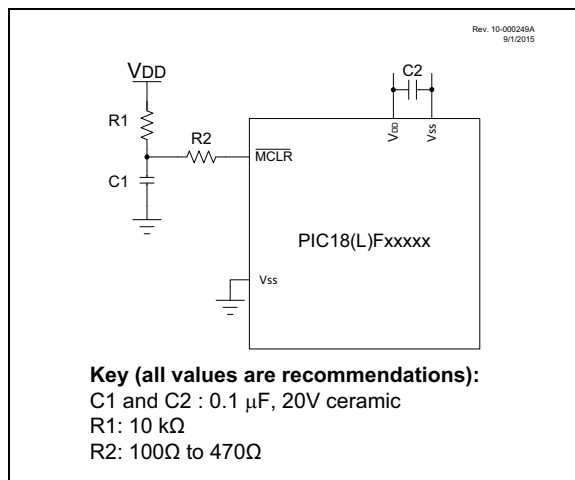 Rev. 10-000249A
9/1/2015
C2
VDD
R1
R2
VDD
Vss
MCLR
C1
PIC18(L)Fxxxxx
Vss
Key (all values are recommendations):
C1 and C2 : 0.1 μF, 20V ceramic
R1: 10 kΩ
R2: 100Ω to 470Ω